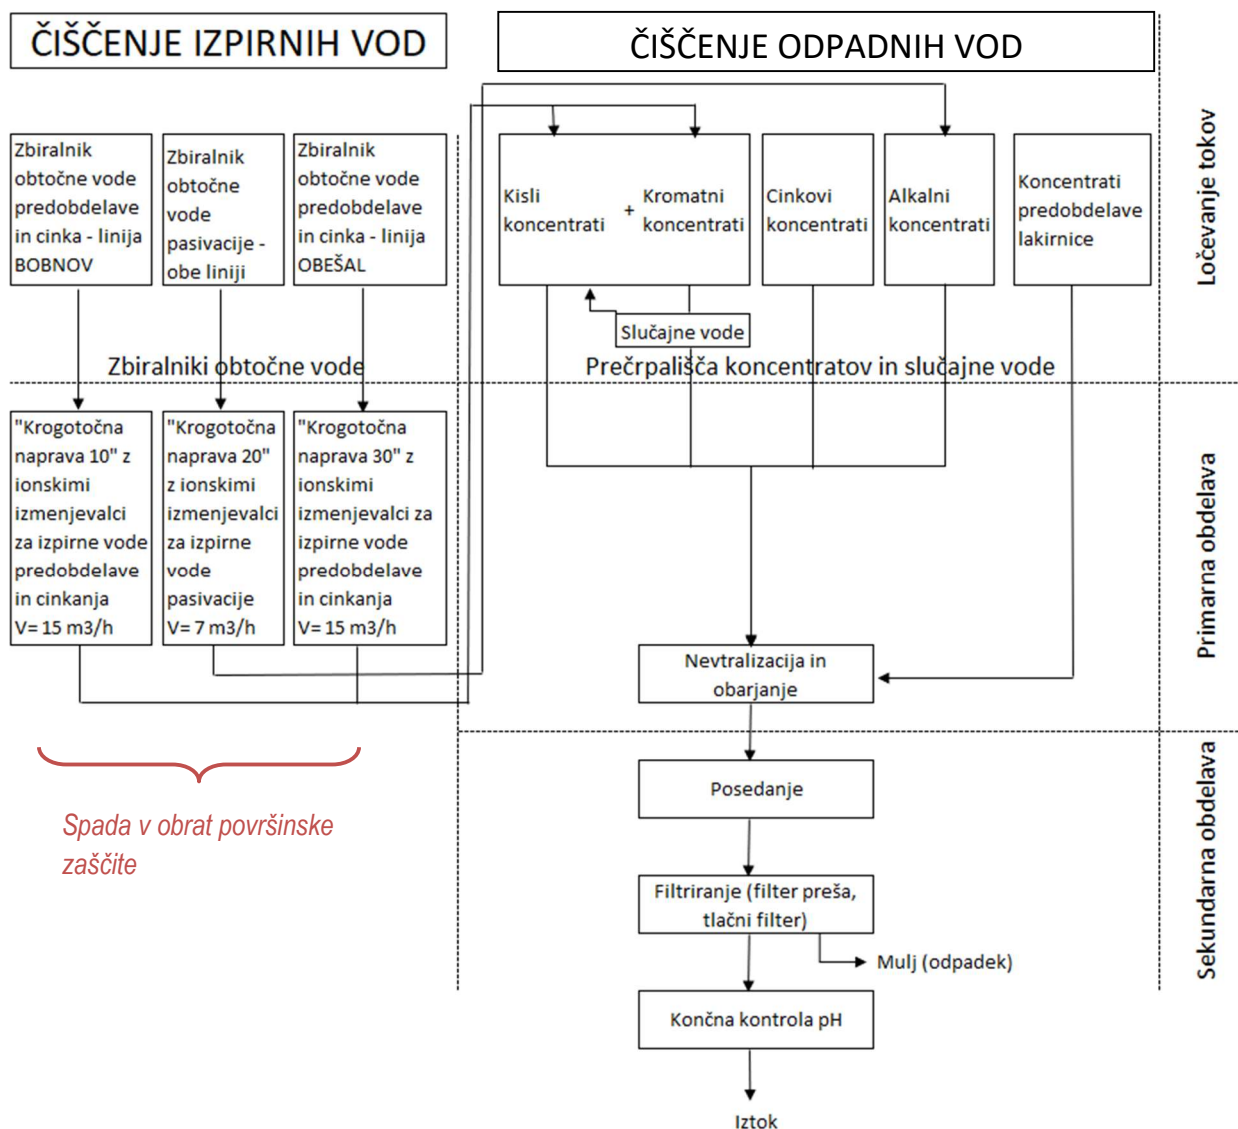 ČIŠČENJE IZPIRNIH VOD
ČIŠČENJE ODPADNIH VOD
Zbiralnik
obtočne vode
predobdelave
in cinka - linija
BOBNOV
Zbiralnik
obtočne
vode
pasivacije -
obe liniji
Zbiralnik
obtočne vode
predobdelave
in cinka - linija
OBEŠAL
Kisli
koncentrati
+
Kromatni
koncentrati
Cinkovi
koncentrati
Alkalni
koncentrati
Koncentrati
predobdelave
lakirnice
Ločevanje tokov
Slučajne vode
Zbiralniki obtočne vode
Prečrpališča koncentratov in slučajne vode
"Krogotočna
naprava 10" z
ionskimi
izmenjevalci
za izpirne vode
predobdelave
in cinkanja
V= 15 m3/h
"Krogotočna
naprava 20"
z ionskimi
izmenjevalci
za izpirne
vode
pasivacije
V= 7 m3/h
"Krogotočna
naprava 30" z
ionskimi
izmenjevalci za
izpirne vode
predobdelave
in cinkanja
V= 15 m3/h
Primarna obdelava
Nevtralizacija in
obarjanje
Spada v obrat površinske
zaščite
Posedanje
Filtriranje (filter preša,
tlačni filter)
Mulj (odpadek)
Končna kontrola pH
Iztok
Sekundarna obdelava